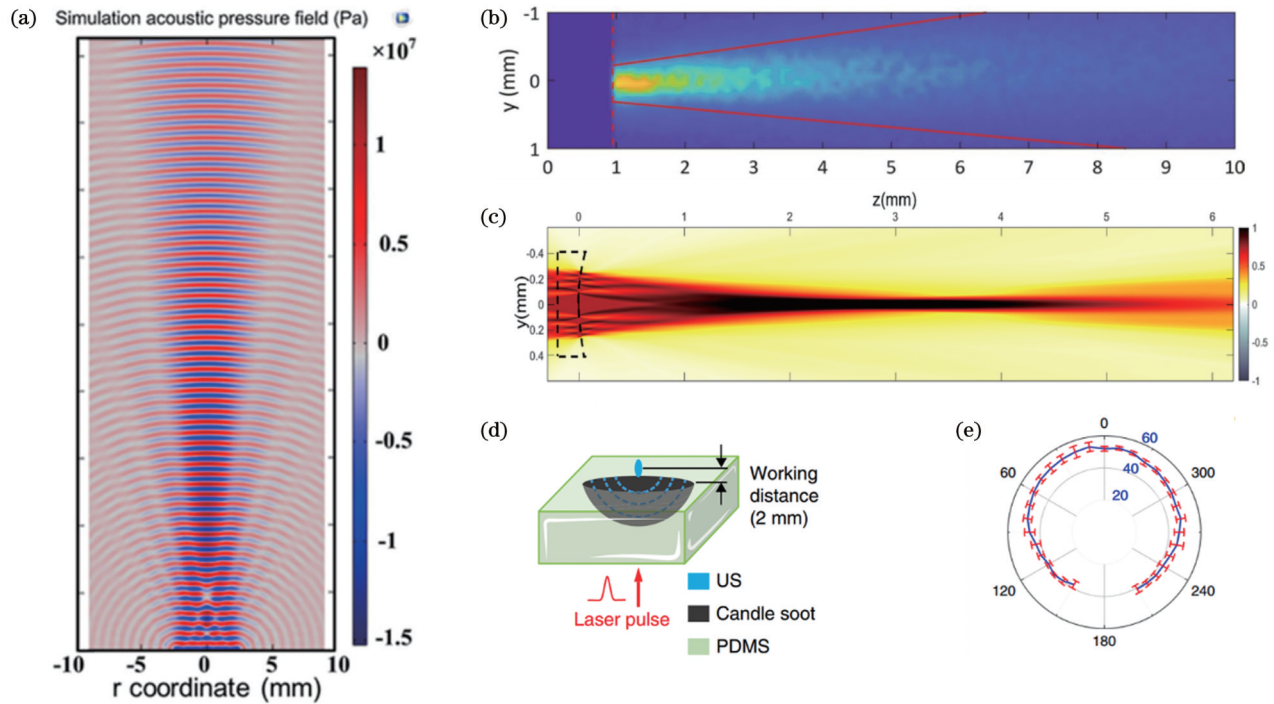 (a)
Simulation acoustic pressure field (Pa)
×10⁷
1
0.5
0
-0.5
-1
-1.5
-10 -5 0 5 10
r coordinate (mm)
(b)
-1
0
1
y (mm)
0 1 2 3 4 5 6 7 8 9 10
z(mm)
(c)
0 1 2 3 4 5 6
-0.4
-0.2
0
0.2
0.4
y(mm)
1
0.5
0
-0.5
-1
(d)
Working
distance
(2 mm)
Laser pulse
US
Candle soot
PDMS
(e)
0
60
300
60
40
20
120
240
180